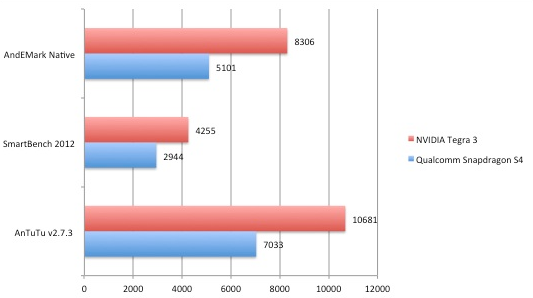 AndEMark Native
8306
5101
SmartBench 2012
4255
2944
AnTuTu v2.7.3
10681
7033
0 2000 4000 6000 8000 10000 12000
NVIDIA Tegra 3
Qualcomm Snapdragon S4